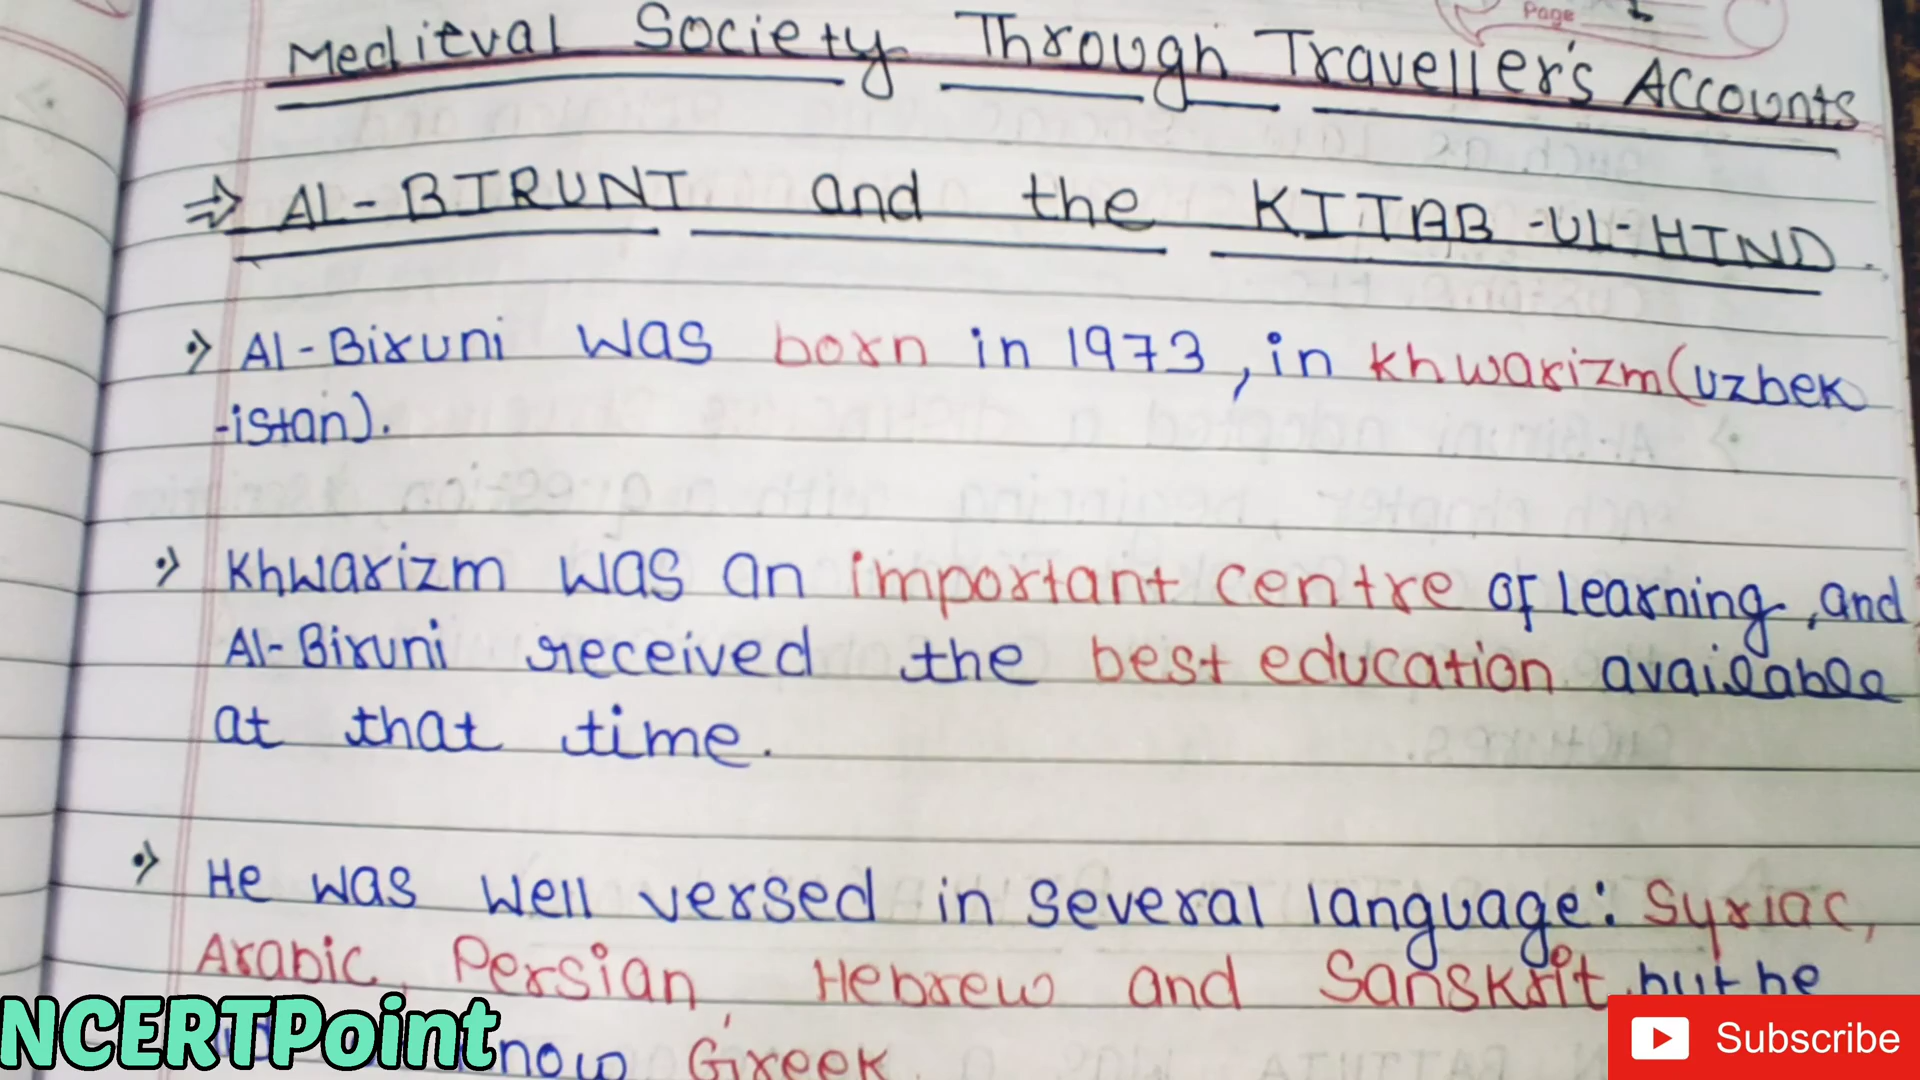 Page
Medieval Society Through Traveller's Accounts
⇒ Al-BIRUNI and the KITAB-UL-HIND.
Al-Biruni was born in 1973, in Khwarizm (Uzbek
-istan).
Khwarizm was an important centre of learning, and
Al-Biruni received the best education available
at that time.
He was well versed in several language: Syriac,
Arabic, Persian, Hebrew and Sanskrit, but he
now Greek
NCERTPoint
Subscribe